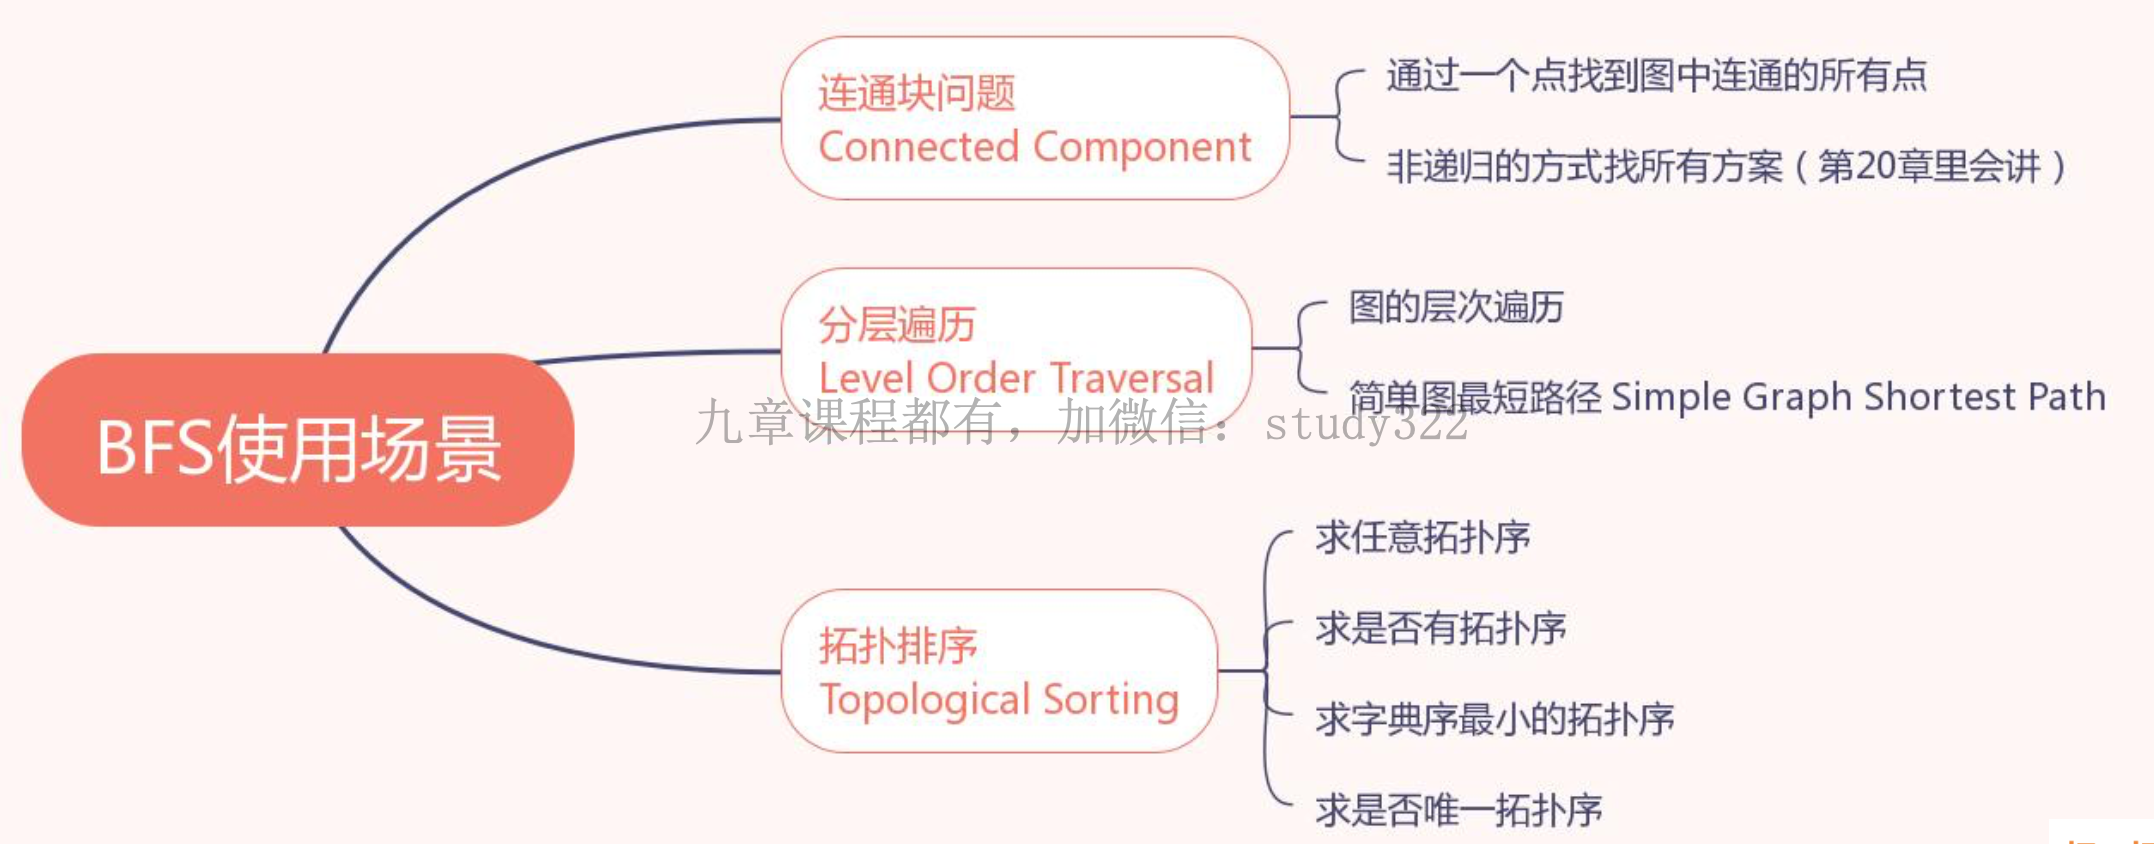 BFS使用场景
连通块问题
Connected Component
通过一个点找到图中连通的所有点
非递归的方式找所有方案（第20章里会讲）
分层遍历
Level Order Traversal
图的层次遍历
简单图最短路径 Simple Graph Shortest Path
九章课程都有，加微信：study322
拓扑排序
Topological Sorting
求任意拓扑序
求是否有拓扑序
求字典序最小的拓扑序
求是否唯一拓扑序